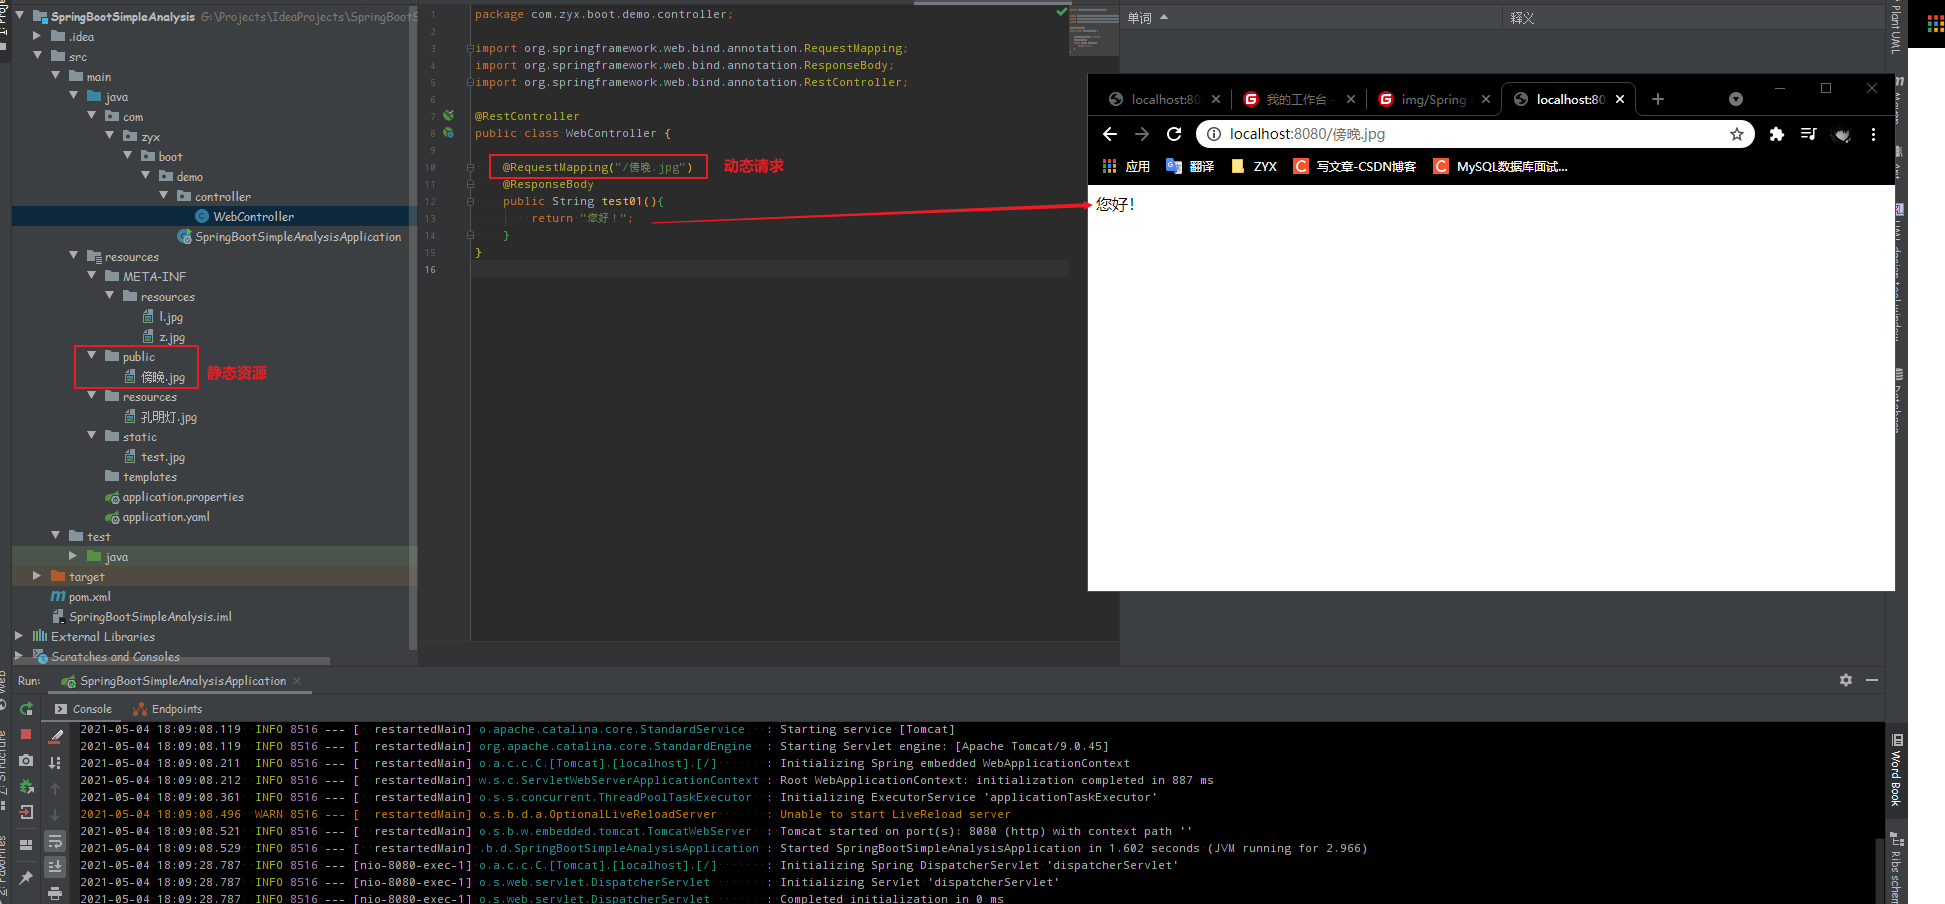 SpringBootSimpleAnalysis G:\Projects\IdeaProjects\SpringBootS
.idea
src
main
java
com
zyx
boot
demo
controller
WebController
SpringBootSimpleAnalysisApplication
resources
META-INF
resources
l.jpg
z.jpg
public
傍晚.jpg
静态资源
resources
孔明灯.jpg
static
test.jpg
templates
application.properties
application.yaml
test
java
target
pom.xml
SpringBootSimpleAnalysis.iml
External Libraries
Scratches and Consoles
1 package com.zyx.boot.demo.controller;
2
3 import org.springframework.web.bind.annotation.RequestMapping;
4 import org.springframework.web.bind.annotation.ResponseBody;
5 import org.springframework.web.bind.annotation.RestController;
6
7 @RestController
8 public class WebController {
9
10 @RequestMapping("/傍晚.jpg") 动态请求
11 @ResponseBody
12 public String test01(){
13 return "您好！";
14 }
15 }
16
单词 释义
Plant UML
localhost:80 我的工作台 - img/Spring localhost:80
localhost:8080/傍晚.jpg
应用 翻译 ZYX 写文章-CSDN博客 MySQL数据库面试...
您好！
Run: SpringBootSimpleAnalysisApplication
Console Endpoints
2021-05-04 18:09:08.119 INFO 8516 --- [ restartedMain] o.apache.catalina.core.StandardService : Starting service [Tomcat]
2021-05-04 18:09:08.119 INFO 8516 --- [ restartedMain] org.apache.catalina.core.StandardEngine : Starting Servlet engine: [Apache Tomcat/9.0.45]
2021-05-04 18:09:08.211 INFO 8516 --- [ restartedMain] o.a.c.c.C.[Tomcat].[localhost].[/] : Initializing Spring embedded WebApplicationContext
2021-05-04 18:09:08.212 INFO 8516 --- [ restartedMain] w.s.c.ServletWebServerApplicationContext : Root WebApplicationContext: initialization completed in 887 ms
2021-05-04 18:09:08.361 INFO 8516 --- [ restartedMain] o.s.s.concurrent.ThreadPoolTaskExecutor : Initializing ExecutorService 'applicationTaskExecutor'
2021-05-04 18:09:08.496 WARN 8516 --- [ restartedMain] o.s.b.d.a.OptionalLiveReloadServer : Unable to start LiveReload server
2021-05-04 18:09:08.521 INFO 8516 --- [ restartedMain] o.s.b.w.embedded.tomcat.TomcatWebServer : Tomcat started on port(s): 8080 (http) with context path ''
2021-05-04 18:09:08.529 INFO 8516 --- [ restartedMain] .b.d.SpringBootSimpleAnalysisApplication : Started SpringBootSimpleAnalysisApplication in 1.602 seconds (JVM running for 2.966)
2021-05-04 18:09:28.787 INFO 8516 --- [nio-8080-exec-1] o.a.c.c.C.[Tomcat].[localhost].[/] : Initializing Spring DispatcherServlet 'dispatcherServlet'
2021-05-04 18:09:28.787 INFO 8516 --- [nio-8080-exec-1] o.s.web.servlet.DispatcherServlet : Initializing Servlet 'dispatcherServlet'
2021-05-04 18:09:28.787 INFO 8516 --- [nio-8080-exec-1] o.s.web.servlet.DispatcherServlet : Completed initialization in 0 ms
Word Book